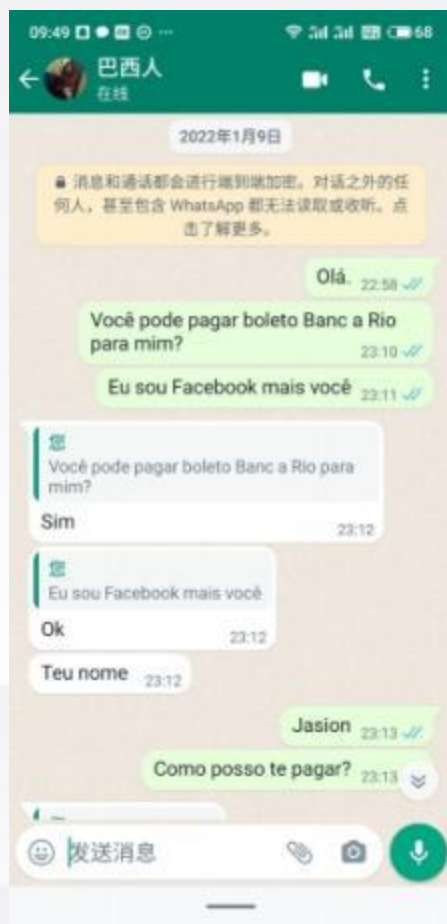 09:49 ··· 68
巴西人
在线
2022年1月9日
消息和通话都会进行端到端加密。对话之外的任
何人，甚至包含 WhatsApp 都无法读取或收听。点
击了解更多。
Olá. 22:58
Você pode pagar boleto Banc a Rio
para mim? 23:10
Eu sou Facebook mais você 23:11
您
Você pode pagar boleto Banc a Rio para
mim?
Sim 23:12
您
Eu sou Facebook mais você
Ok 23:12
Teu nome 23:12
Jasion 23:13
Como posso te pagar? 23:13
发送消息